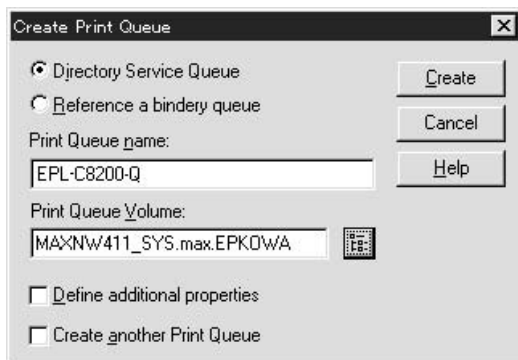 Create Print Queue
Directory Service Queue
Reference a bindery queue
Print Queue name:
EPL-C8200-Q
Print Queue Volume:
MAXNW411_SYS.max.EPKOWA
Define additional properties
Create another Print Queue
Create
Cancel
Help